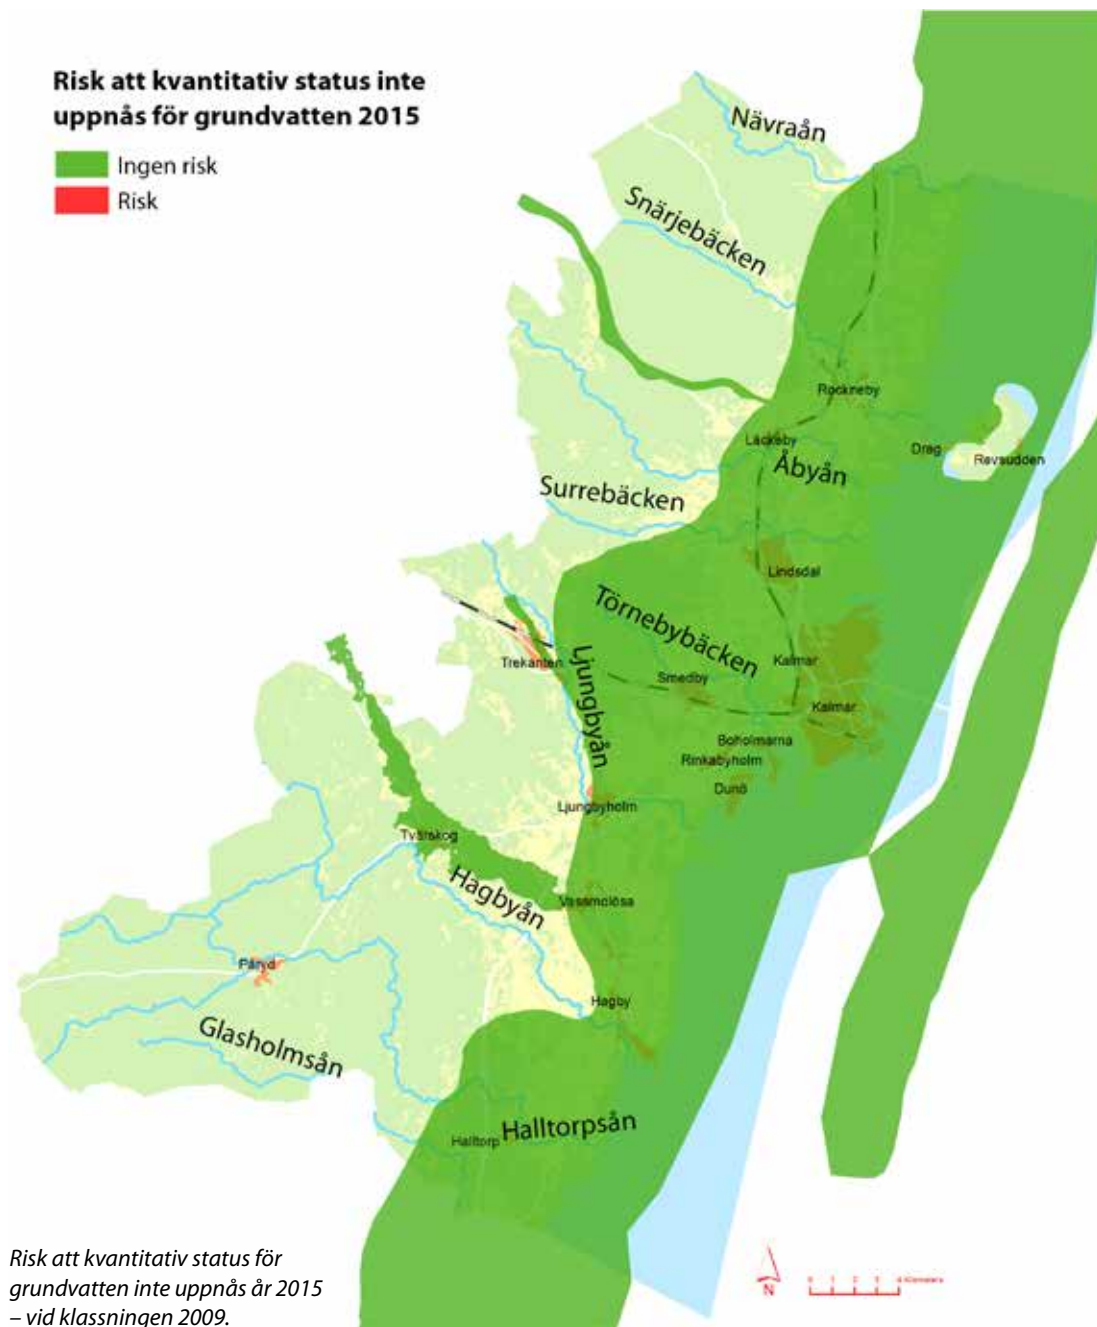 Risk att kvantitativ status inte
uppnås för grundvatten 2015
Ingen risk
Risk
Nävraån
Snärjebäcken
Rockneby
Läckeby
Åbyån
Drag
Revsudden
Surrebäcken
Lindsdal
Törnebybäcken
Trekanten
Ljungbyån
Kalmar
Smedby
Kalmar
Boholmarna
Rinkabyholm
Dunö
Ljungbyholm
Tvärskog
Hagbyån
Vassmolösa
Påryd
Hagby
Glasholmsån
Halltorp
Halltorpsån
N
Risk att kvantitativ status för
grundvatten inte uppnås år 2015
– vid klassningen 2009.